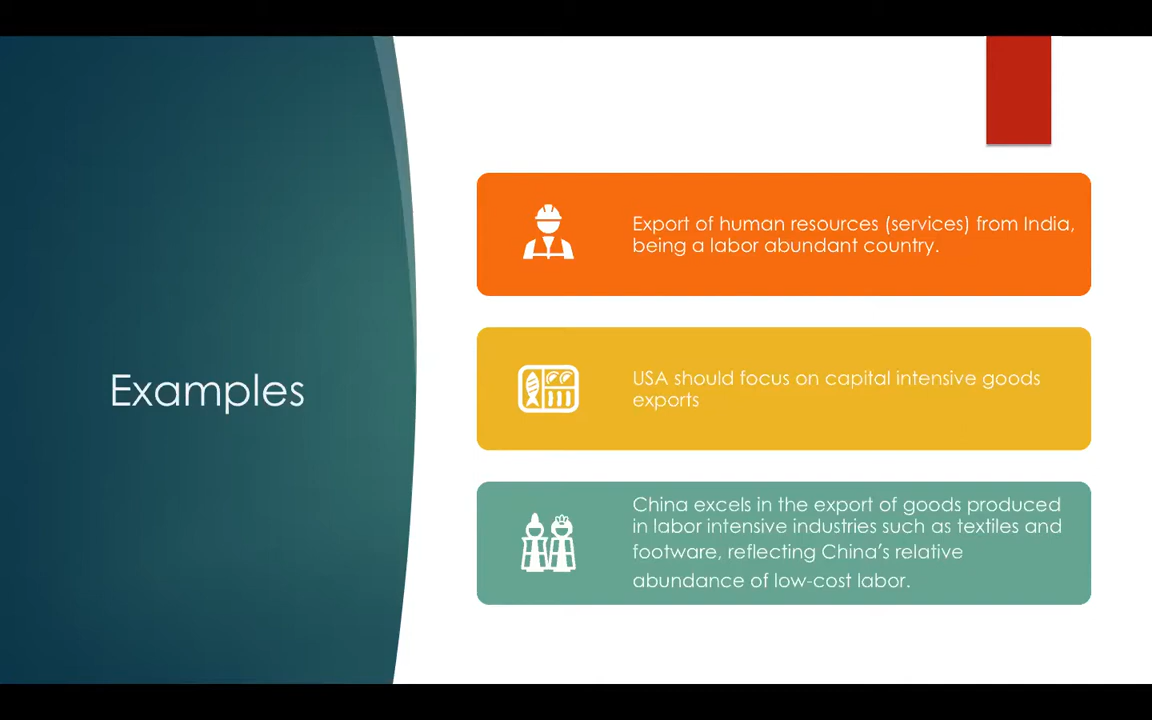 Examples
Export of human resources (services) from India,
being a labor abundant country.
USA should focus on capital intensive goods
exports
China excels in the export of goods produced
in labor intensive industries such as textiles and
footware, reflecting China’s relative
abundance of low-cost labor.